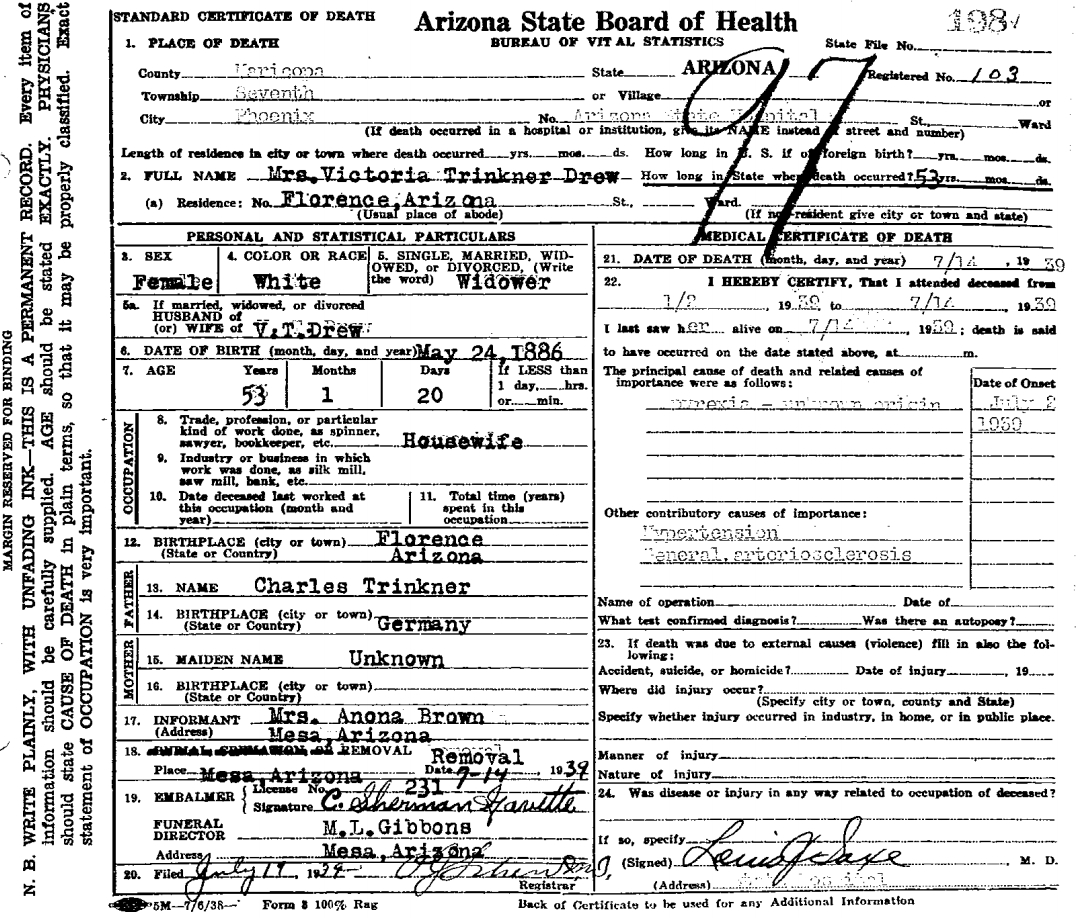 STANDARD CERTIFICATE OF DEATH
Arizona State Board of Health
BUREAU OF VITAL STATISTICS
198
State File No.
1. PLACE OF DEATH
County Maricopa State ARIZONA Registered No. 103
97
Township Seventh or Village or
City Phoenix No. Arizona State Hospital St., Ward
(If death occurred in a hospital or institution, give its NAME instead of street and number)
Length of residence in city or town where death occurred yrs. mos. ds. How long in U. S. if of foreign birth? yrs. mos. ds.
2. FULL NAME Mrs. Victoria Trinkner Drew How long in State where death occurred? 53 yrs. mos. ds.
(a) Residence: No. Florence, Arizona St., Ward.
(Usual place of abode) (If non-resident give city or town and state)
PERSONAL AND STATISTICAL PARTICULARS
3. SEX Female
4. COLOR OR RACE White
5. SINGLE, MARRIED, WIDOWED, or DIVORCED, (Write the word) Widower
5a. If married, widowed, or divorced
HUSBAND of
(or) WIFE of V.T.Drew
6. DATE OF BIRTH (month, day, and year) May 24, 1886
7. AGE Years Months Days If LESS than
53 1 20 1 day, hrs.
or min.
OCCUPATION
8. Trade, profession, or particular
kind of work done, as spinner,
sawyer, bookkeeper, etc. Housewife
9. Industry or business in which
work was done, as silk mill,
saw mill, bank, etc.
10. Date deceased last worked at
this occupation (month and
year)
11. Total time (years)
spent in this
occupation
12. BIRTHPLACE (city or town) Florence
(State or Country) Arizona
FATHER
13. NAME Charles Trinkner
14. BIRTHPLACE (city or town)
(State or Country) Germany
MOTHER
15. MAIDEN NAME Unknown
16. BIRTHPLACE (city or town)
(State or Country)
17. INFORMANT Mrs. Anona Brown
(Address) Mesa, Arizona
18. BURIAL CREMATION OR REMOVAL Removal
Place Mesa, Arizona Date 7-14 1939
19. EMBALMER License No. 231
Signature C. Sherman
FUNERAL
DIRECTOR M.L.Gibbons
Address Mesa, Arizona
20. Filed July 19, 1939
Registrar
MEDICAL CERTIFICATE OF DEATH
21. DATE OF DEATH (month, day, and year) 7/14, 19 39
22. I HEREBY CERTIFY, That I attended deceased from
1/2 1939 to 7/14 1939
I last saw her alive on 7/14, 1939; death is said
to have occurred on the date stated above, at m.
The principal cause of death and related causes of
importance were as follows:
Date of Onset
pyrexia - unknown origin July 2
1939
Other contributory causes of importance:
Hypertension
General arteriosclerosis
Name of operation Date of
What test confirmed diagnosis? Was there an autoposy?
23. If death was due to external causes (violence) fill in also the following:
Accident, suicide, or homicide? Date of injury 19
Where did injury occur?
(Specify city or town, county and State)
Specify whether injury occurred in industry, in home, or in public place.
Manner of injury
Nature of injury
24. Was disease or injury in any way related to occupation of deceased?
If so, specify
(Signed) Louis J Saxe M. D.
(Address)
5M—7/6/38— Form 3 100% Rag Back of Certificate to be used for any Additional Information
MARGIN RESERVED FOR BINDING
N. B. WRITE PLAINLY, WITH UNFADING INK—THIS IS A PERMANENT RECORD. Every item of
information should be carefully supplied. AGE should be stated EXACTLY. PHYSICIANS
should state CAUSE OF DEATH in plain terms, so that it may be properly classified. Exact
statement of OCCUPATION is very important.